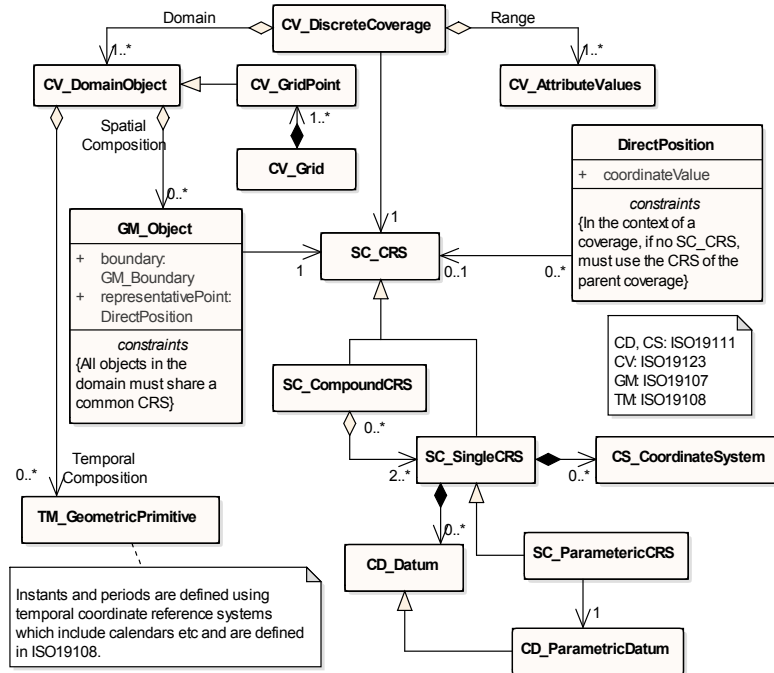 Domain
CV_DiscreteCoverage
Range
1..*
1..*
CV_DomainObject
CV_GridPoint
CV_AttributeValues
Spatial
Composition
1..*
CV_Grid
DirectPosition
+ coordinateValue
constraints
{In the context of a
coverage, if no SC_CRS,
must use the CRS of the
parent coverage}
0..*
GM_Object
+ boundary:
GM_Boundary
+ representativePoint:
DirectPosition
constraints
{All objects in the
domain must share a
common CRS}
1
1
SC_CRS
0..1
0..*
CD, CS: ISO19111
CV: ISO19123
GM: ISO19107
TM: ISO19108
SC_CompoundCRS
0..*
2..*
SC_SingleCRS
0..*
CS_CoordinateSystem
0..*
Temporal
Composition
TM_GeometricPrimitive
0..*
CD_Datum
SC_ParametericCRS
1
CD_ParametricDatum
Instants and periods are defined using
temporal coordinate reference systems
which include calendars etc and are defined
in ISO19108.